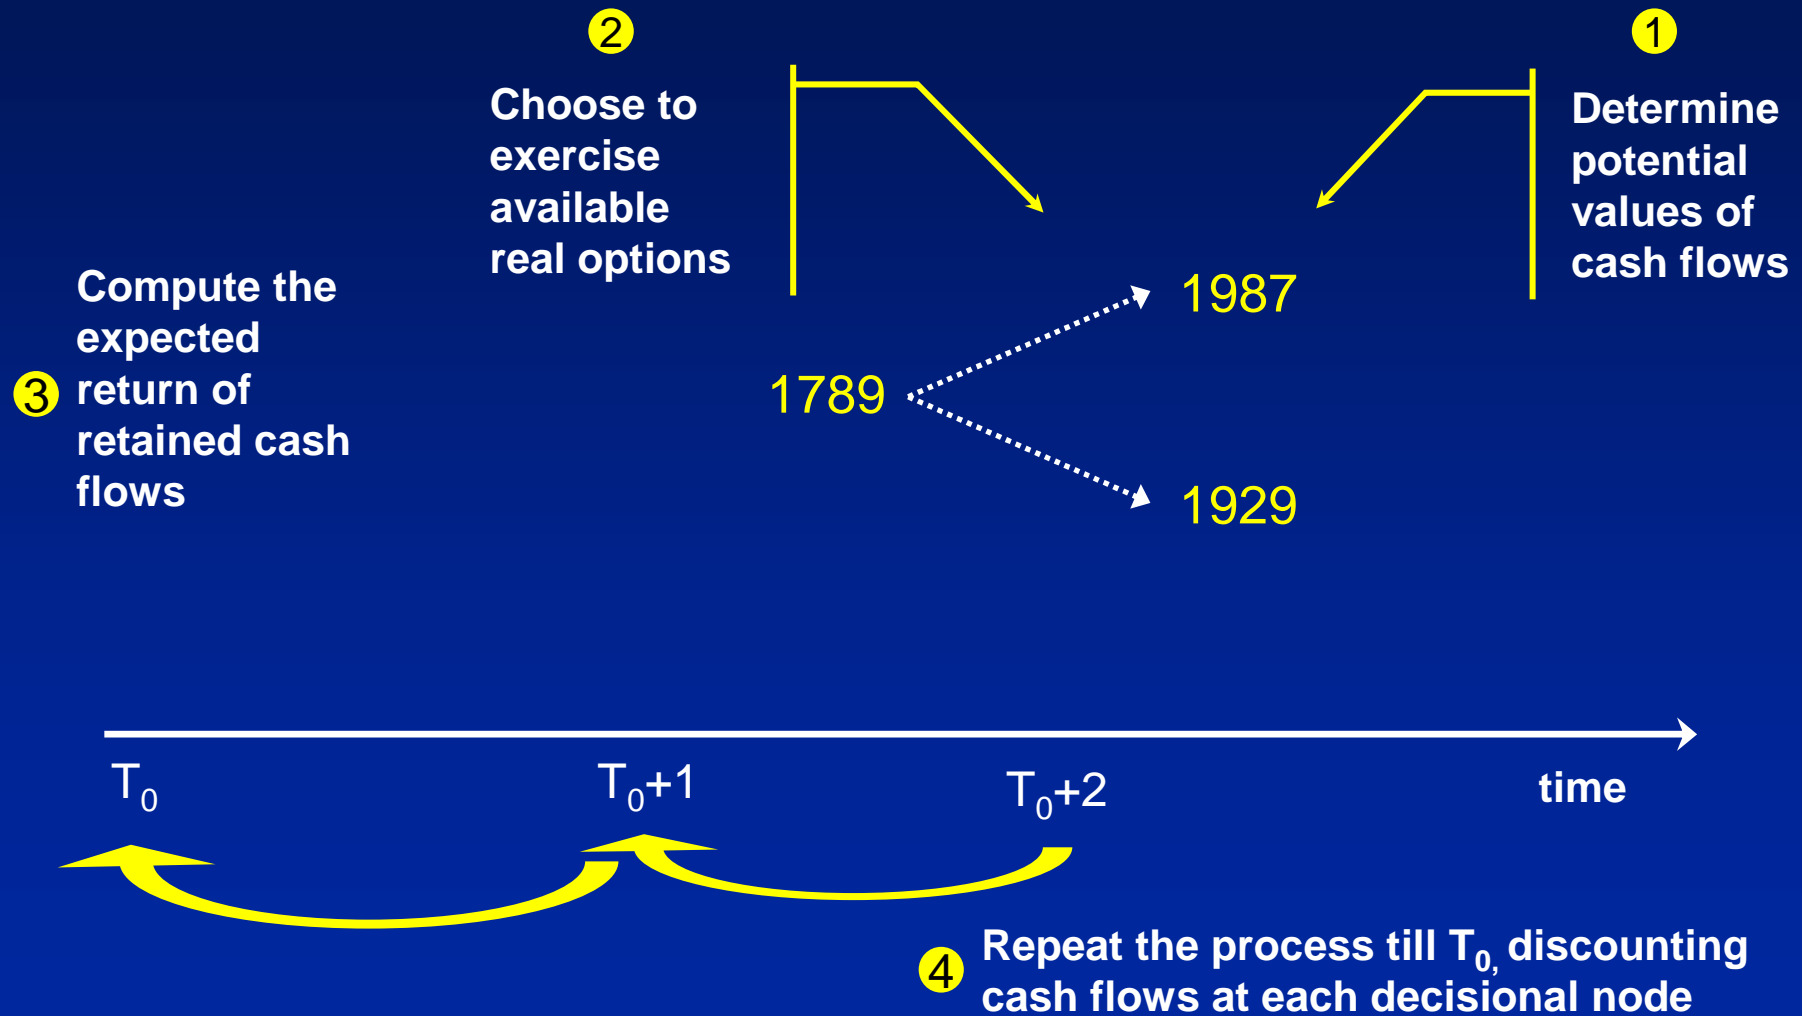 2
Choose to
exercise
available
real options
1
Determine
potential
values of
cash flows
3
Compute the
expected
return of
retained cash
flows
1987
1789
1929
T0
T0+1
T0+2
time
4
Repeat the process till T0, discounting
cash flows at each decisional node